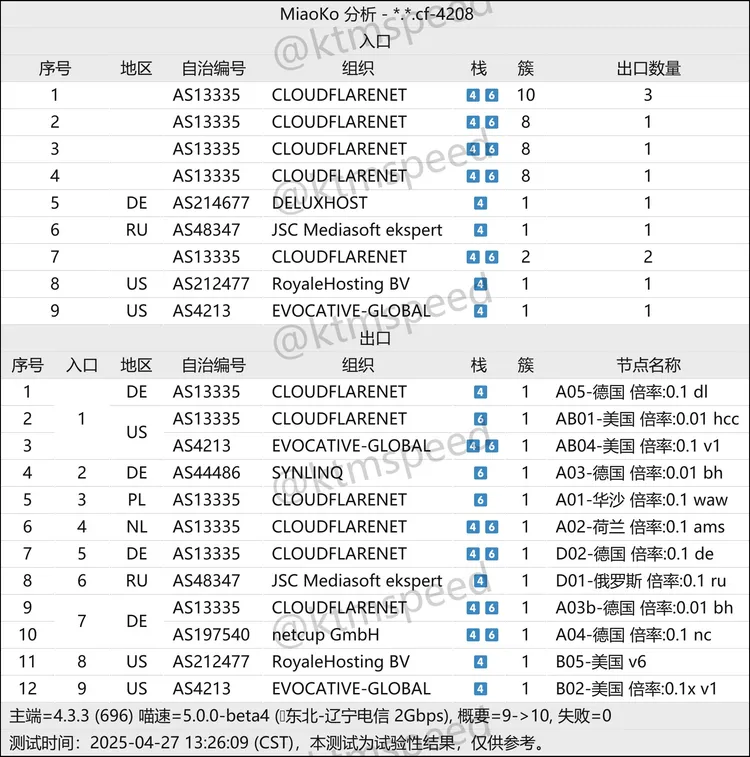 MiaoKo 分析 - *.*.cf-4208
入口
序号 地区 自治编号 组织 栈 簇 出口数量
1 AS13335 CLOUDFLARENET 4 6 10 3
2 AS13335 CLOUDFLARENET 4 6 8 1
3 AS13335 CLOUDFLARENET 4 6 8 1
4 AS13335 CLOUDFLARENET 4 6 8 1
5 DE AS214677 DELUXHOST 4 1 1
6 RU AS48347 JSC Mediasoft ekspert 4 1 1
7 AS13335 CLOUDFLARENET 4 6 2 2
8 US AS212477 RoyaleHosting BV 4 1 1
9 US AS4213 EVOCATIVE-GLOBAL 4 1 1
出口
序号 入口 地区 自治编号 组织 栈 簇 节点名称
1 1 DE AS13335 CLOUDFLARENET 4 1 A05-德国 倍率:0.1 dl
2 US AS13335 CLOUDFLARENET 6 1 AB01-美国 倍率:0.01 hcc
3 AS4213 EVOCATIVE-GLOBAL 4 6 1 AB04-美国 倍率:0.1 v1
4 2 DE AS44486 SYNLINQ 6 1 A03-德国 倍率:0.01 bh
5 3 PL AS13335 CLOUDFLARENET 6 1 A01-华沙 倍率:0.1 waw
6 4 NL AS13335 CLOUDFLARENET 4 6 1 A02-荷兰 倍率:0.1 ams
7 5 DE AS13335 CLOUDFLARENET 4 6 1 D02-德国 倍率:0.1 de
8 6 RU AS48347 JSC Mediasoft ekspert 4 1 D01-俄罗斯 倍率:0.1 ru
9 7 DE AS13335 CLOUDFLARENET 4 6 1 A03b-德国 倍率:0.01 bh
10 AS197540 netcup GmbH 4 6 1 A04-德国 倍率:0.1 nc
11 8 US AS212477 RoyaleHosting BV 4 1 B05-美国 v6
12 9 US AS4213 EVOCATIVE-GLOBAL 4 1 B02-美国 倍率:0.1x v1
主端=4.3.3 (696) 喵速=5.0.0-beta4 (东北-辽宁电信 2Gbps), 概要=9->10, 失败=0
测试时间：2025-04-27 13:26:09 (CST)，本测试为试验性结果，仅供参考。
@ktmspeed
@ktmspeed
@ktmspeed
@ktmspeed
@ktmspeed
@ktmspeed